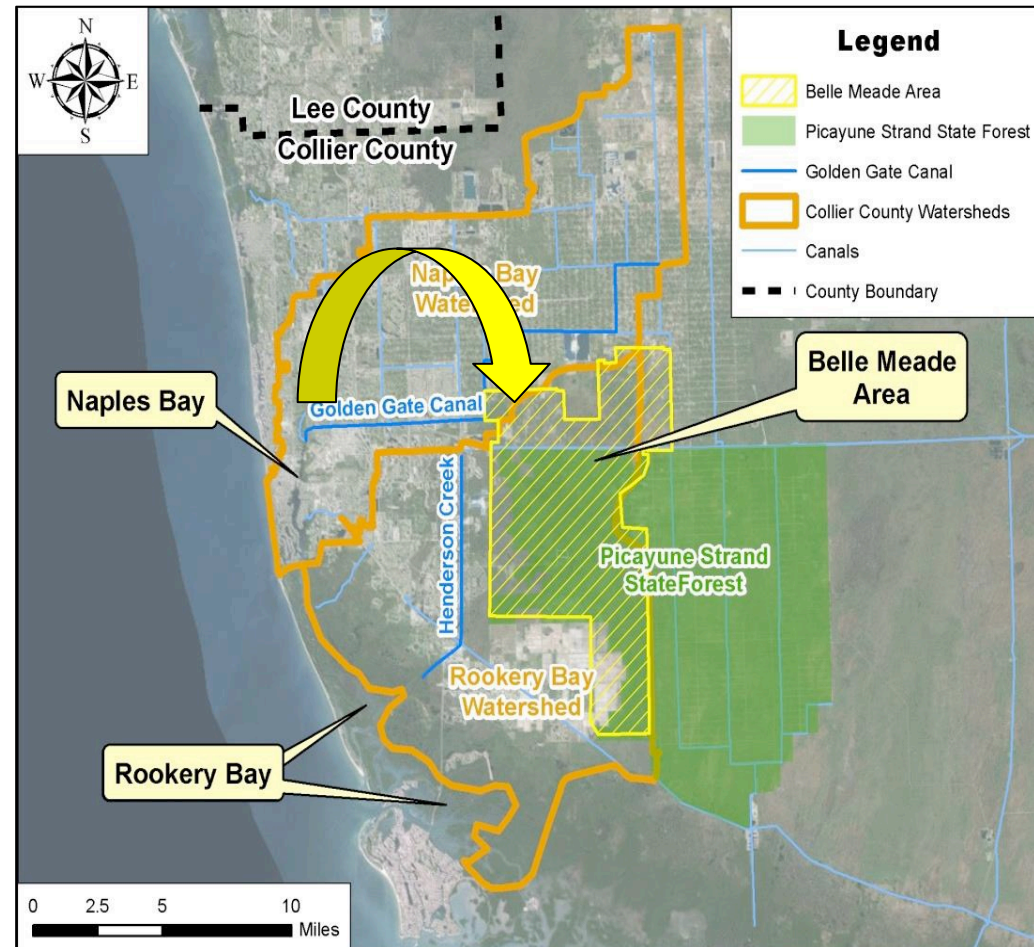 N
W E
S
Lee County
Collier County
Legend
Belle Meade Area
Picayune Strand State Forest
Golden Gate Canal
Collier County Watersheds
Canals
County Boundary
Naples Bay
Watershed
Belle Meade
Area
Naples Bay
Golden Gate Canal
Henderson Creek
Picayune Strand
StateForest
Rookery Bay
Watershed
Rookery Bay
0 2.5 5 10
Miles